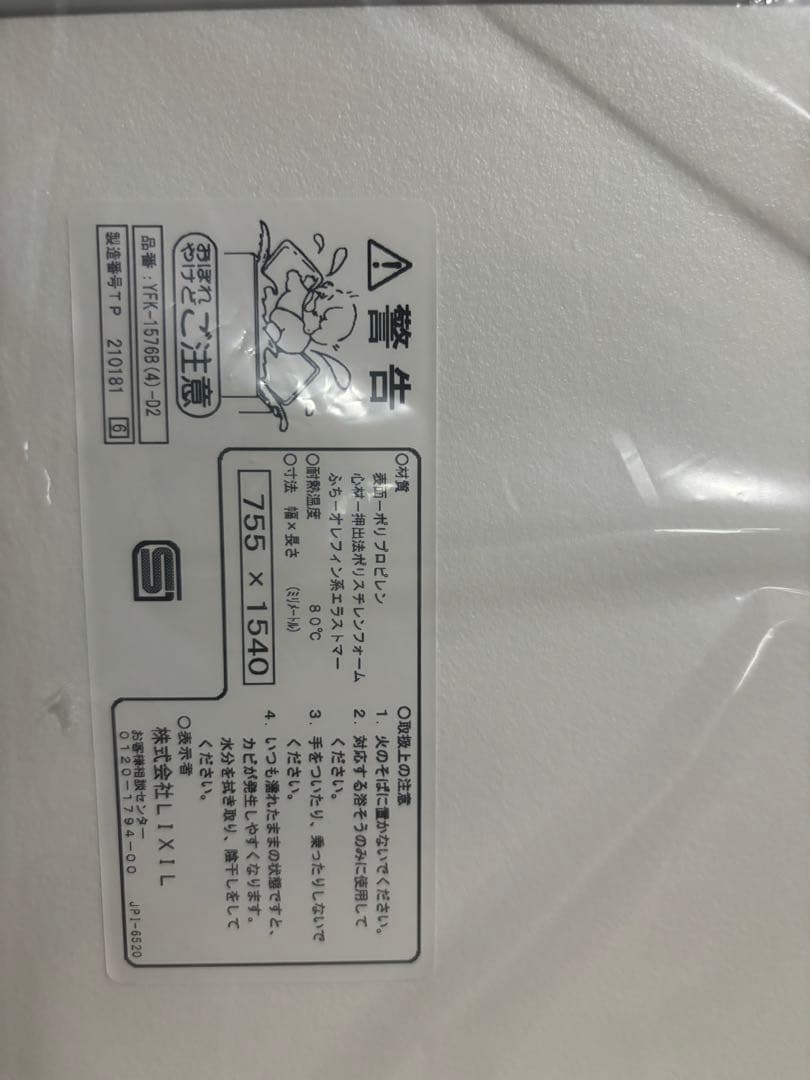 警告
おぼれ
やけど
ご注意
品番:YFK-1576B(4)-D2
製造番号TP 210181 6
○材質
表面ーポリプロピレン
心材ー押出法ポリスチレンフォーム
ふちーオレフィン系エラストマー
○耐熱温度 80℃
○寸法 幅×長さ (ミリメートル)
755 × 1540
S
○取扱上の注意
1. 火のそばに置かないでください。
2. 対応する浴そうのみに使用して
ください。
3. 手をついたり、乗ったりしないで
ください。
4. いつも濡れたままの状態ですと、
カビが発生しやすくなります。
水分を拭き取り、陰干しをして
ください。
○表示者
株式会社LIXIL
お客様相談センター
0120-1794-00 JPI-6520